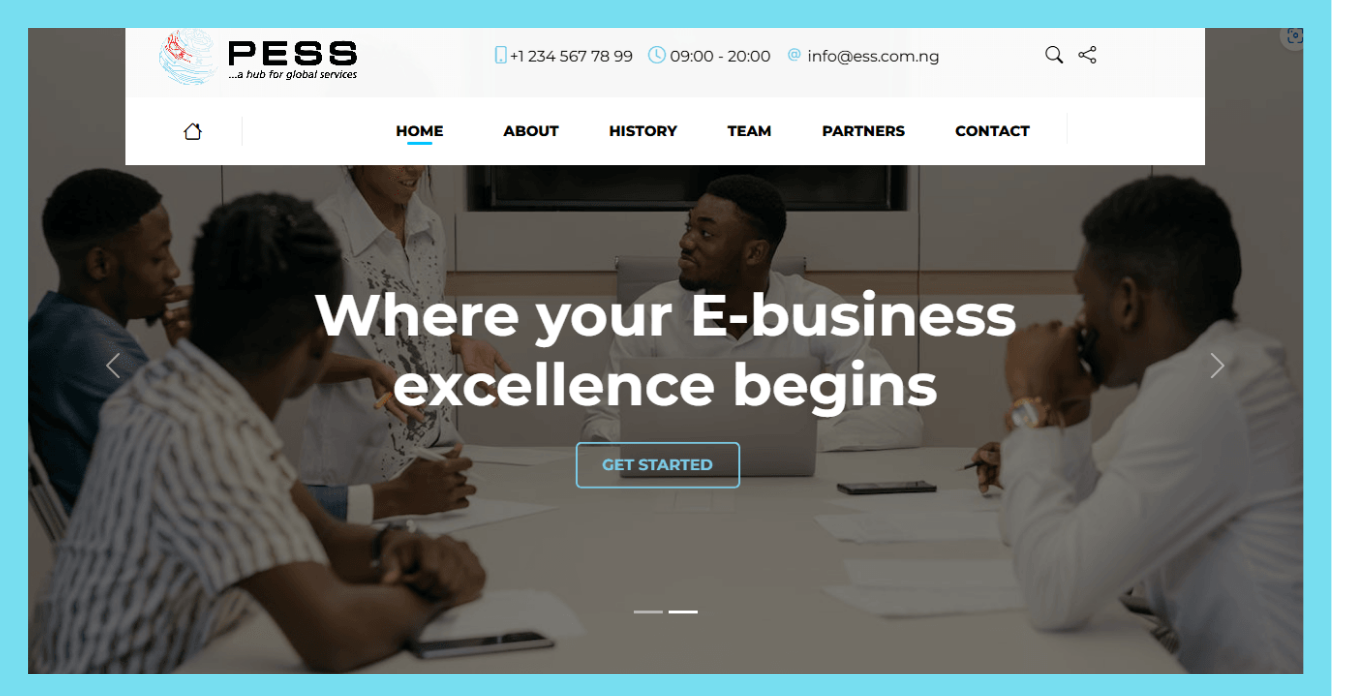 PESS
...a hub for global services
+1 234 567 78 99 09:00 - 20:00 @ info@ess.com.ng
HOME ABOUT HISTORY TEAM PARTNERS CONTACT
Where your E-business
excellence begins
GET STARTED